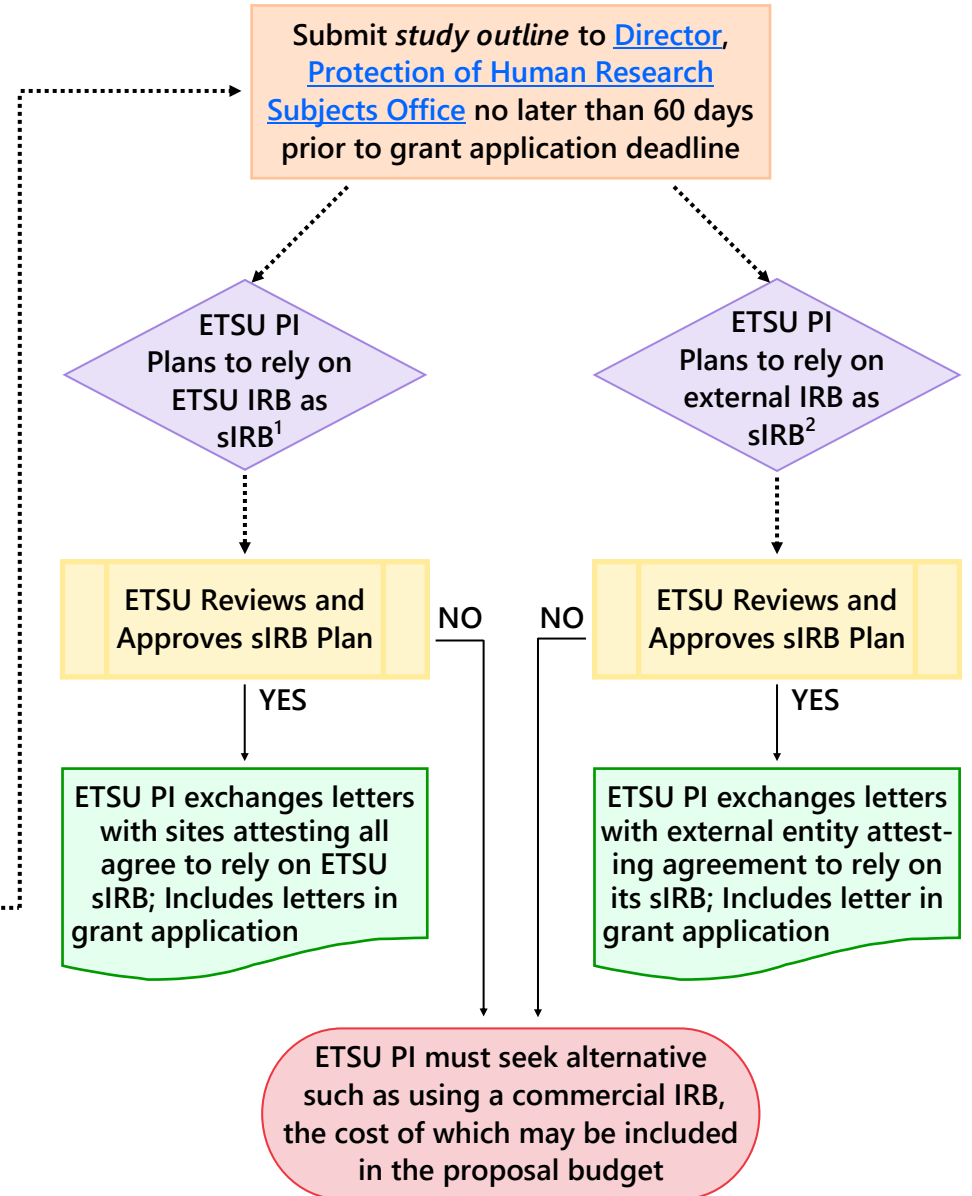 Submit study outline to Director,
Protection of Human Research
Subjects Office no later than 60 days
prior to grant application deadline
ETSU PI
Plans to rely on
ETSU IRB as
sIRB1
ETSU PI
Plans to rely on
external IRB as
sIRB2
ETSU Reviews and
Approves sIRB Plan
NO
NO
ETSU Reviews and
Approves sIRB Plan
YES
YES
ETSU PI exchanges letters
with sites attesting all
agree to rely on ETSU
sIRB; Includes letters in
grant application
ETSU PI exchanges letters
with external entity attest-
ing agreement to rely on
its sIRB; Includes letter in
grant application
ETSU PI must seek alternative
such as using a commercial IRB,
the cost of which may be included
in the proposal budget